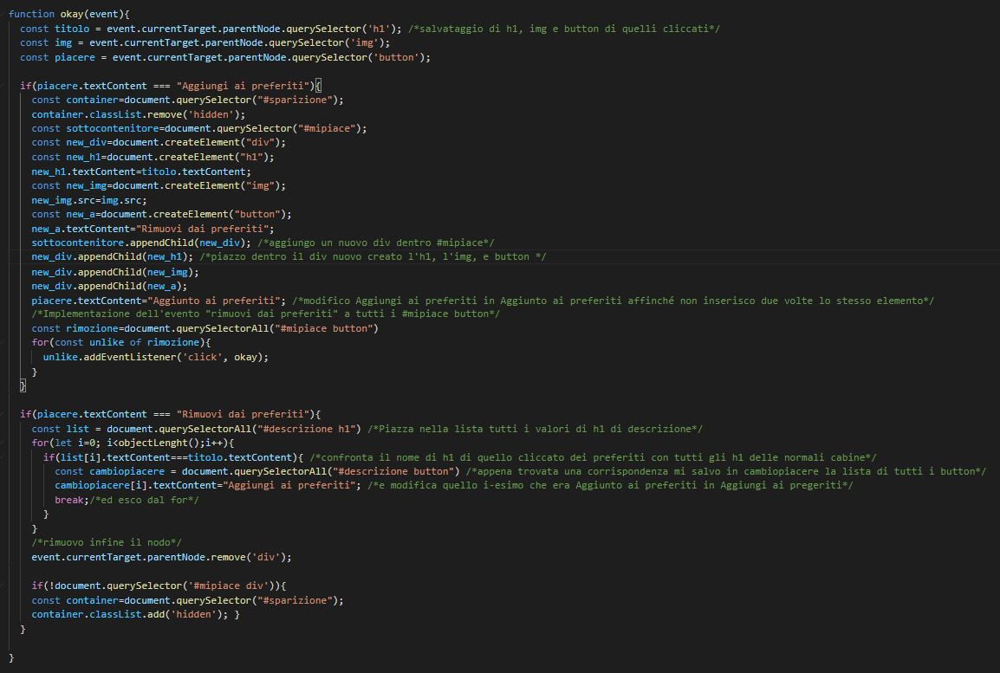 function okay(event){
const titolo = event.currentTarget.parentNode.querySelector('h1'); /*salvataggio di h1, img e button di quelli cliccati*/
const img = event.currentTarget.parentNode.querySelector('img');
const piacere = event.currentTarget.parentNode.querySelector('button');
if(piacere.textContent === "Aggiungi ai preferiti"){
const container=document.querySelector("#sparizione");
container.classList.remove('hidden');
const sottocontenitore=document.querySelector("#mipiace");
const new_div=document.createElement("div");
const new_h1=document.createElement("h1");
new_h1.textContent=titolo.textContent;
const new_img=document.createElement("img");
new_img.src=img.src;
const new_a=document.createElement("button");
new_a.textContent="Rimuovi dai preferiti";
sottocontenitore.appendChild(new_div); /*aggiungo un nuovo div dentro #mipiace*/
new_div.appendChild(new_h1); /*piazzo dentro il div nuovo creato l'h1, l'img, e button */
new_div.appendChild(new_img);
new_div.appendChild(new_a);
piacere.textContent="Aggiunto ai preferiti"; /*modifico Aggiungi ai preferiti in Aggiunto ai preferiti affinché non inserisco due volte lo stesso elemento*/
/*Implementazione dell'evento "rimuovi dai preferiti" a tutti i #mipiace button*/
const rimozione=document.querySelectorAll("#mipiace button")
for(const unlike of rimozione){
unlike.addEventListener('click', okay);
}
}
if(piacere.textContent === "Rimuovi dai preferiti"){
const list = document.querySelectorAll("#descrizione h1") /*Piazza nella lista tutti i valori di h1 di descrizione*/
for(let i=0; i<objectLenght();i++){
if(list[i].textContent===titolo.textContent){ /*confronta il nome di h1 di quello cliccato dei preferiti con tutti gli h1 delle normali cabine*/
const cambiopiacere = document.querySelectorAll("#descrizione button") /*appena trovata una corrispondenza mi salvo in cambiopiacere la lista di tutti i button*/
cambiopiacere[i].textContent="Aggiungi ai preferiti"; /*e modifica quello i-esimo che era Aggiunto ai preferiti in Aggiungi ai pregeriti*/
break;/*ed esco dal for*/
}
}
/*rimuovo infine il nodo*/
event.currentTarget.parentNode.remove('div');
if(!document.querySelector('#mipiace div')){
const container=document.querySelector("#sparizione");
container.classList.add('hidden'); }
}
}